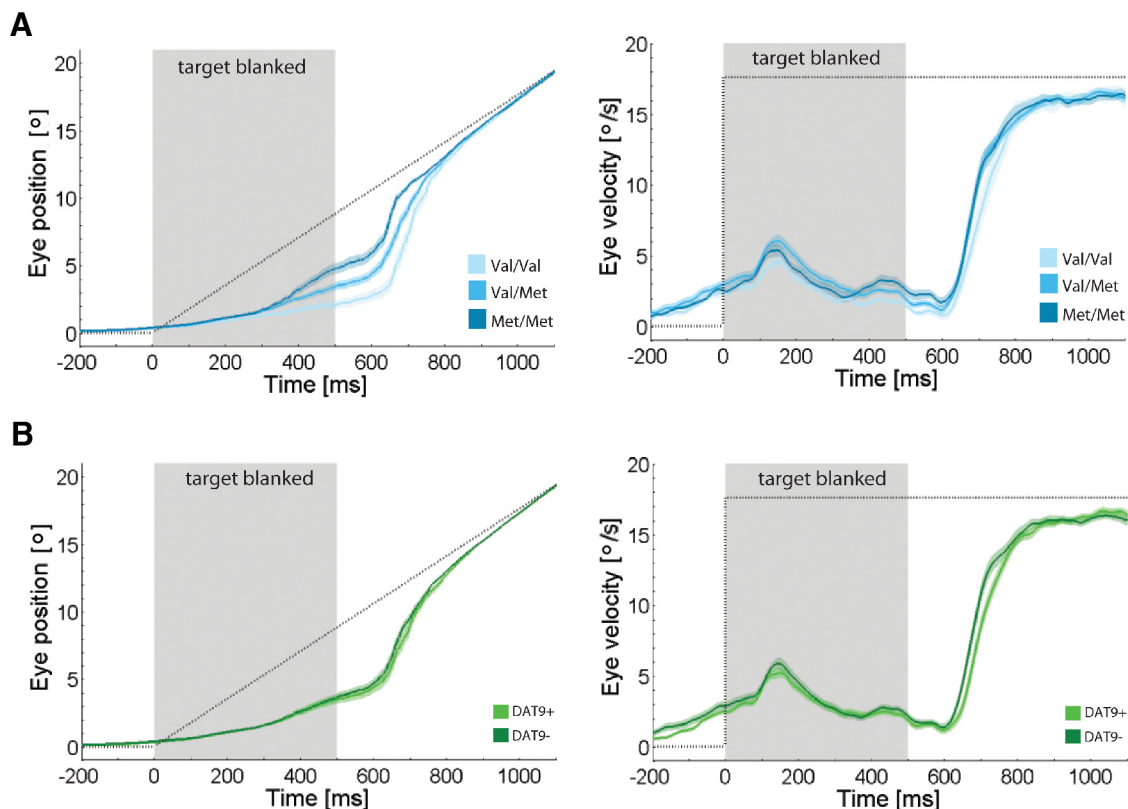 A
target blanked
Eye position [°]
20
15
10
5
0
-200 0 200 400 600 800 1000
Time [ms]
Val/Val
Val/Met
Met/Met
target blanked
Eye velocity [°/s]
20
15
10
5
0
-200 0 200 400 600 800 1000
Time [ms]
Val/Val
Val/Met
Met/Met
B
target blanked
Eye position [°]
20
15
10
5
0
-200 0 200 400 600 800 1000
Time [ms]
DAT9+
DAT9-
target blanked
Eye velocity [°/s]
20
15
10
5
0
-200 0 200 400 600 800 1000
Time [ms]
DAT9+
DAT9-